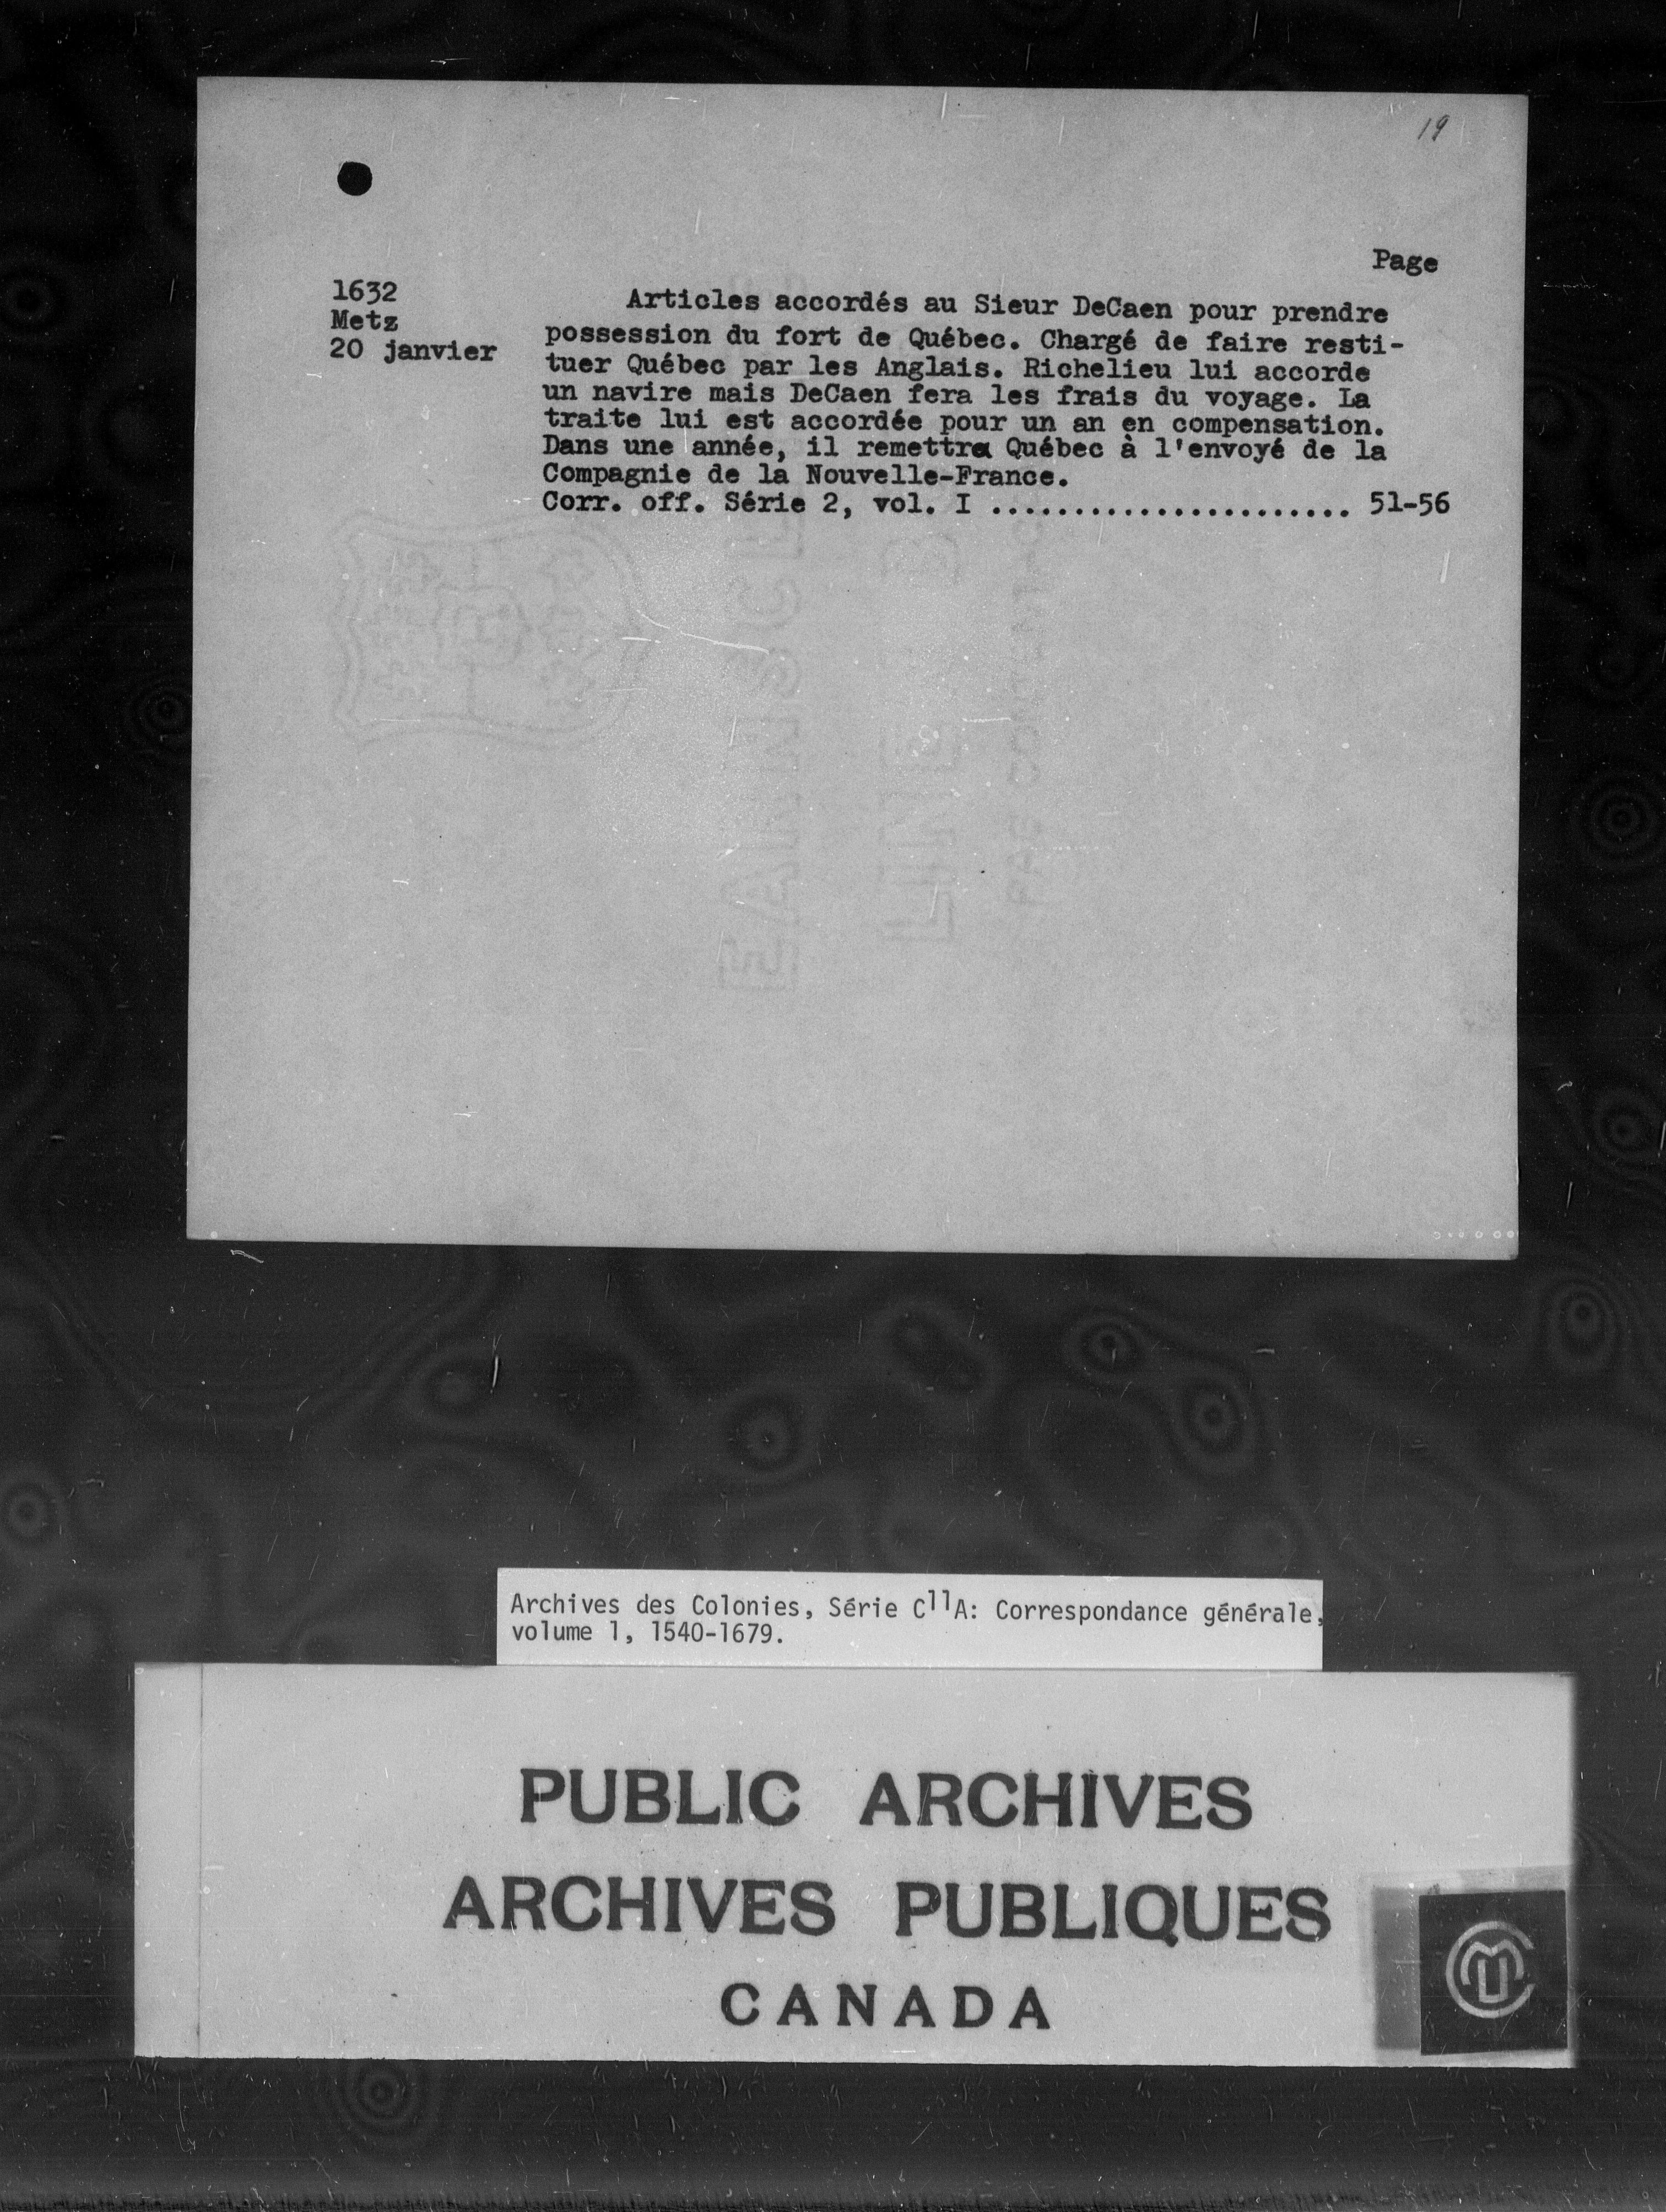 19
Page
1632
Metz
20 janvier
Articles accordés au Sieur DeCaen pour prendre
possession du fort de Québec. Chargé de faire resti-
tuer Québec par les Anglais. Richelieu lui accorde
un navire mais DeCaen fera les frais du voyage. La
traite lui est accordée pour un an en compensation.
Dans une année, il remettra Québec à l'envoyé de la
Compagnie de la Nouvelle-France.
Corr. off. Série 2, vol. I ...................... 51-56
Archives des Colonies, Série C11A: Correspondance générale,
volume 1, 1540-1679.
PUBLIC ARCHIVES
ARCHIVES PUBLIQUES
CANADA